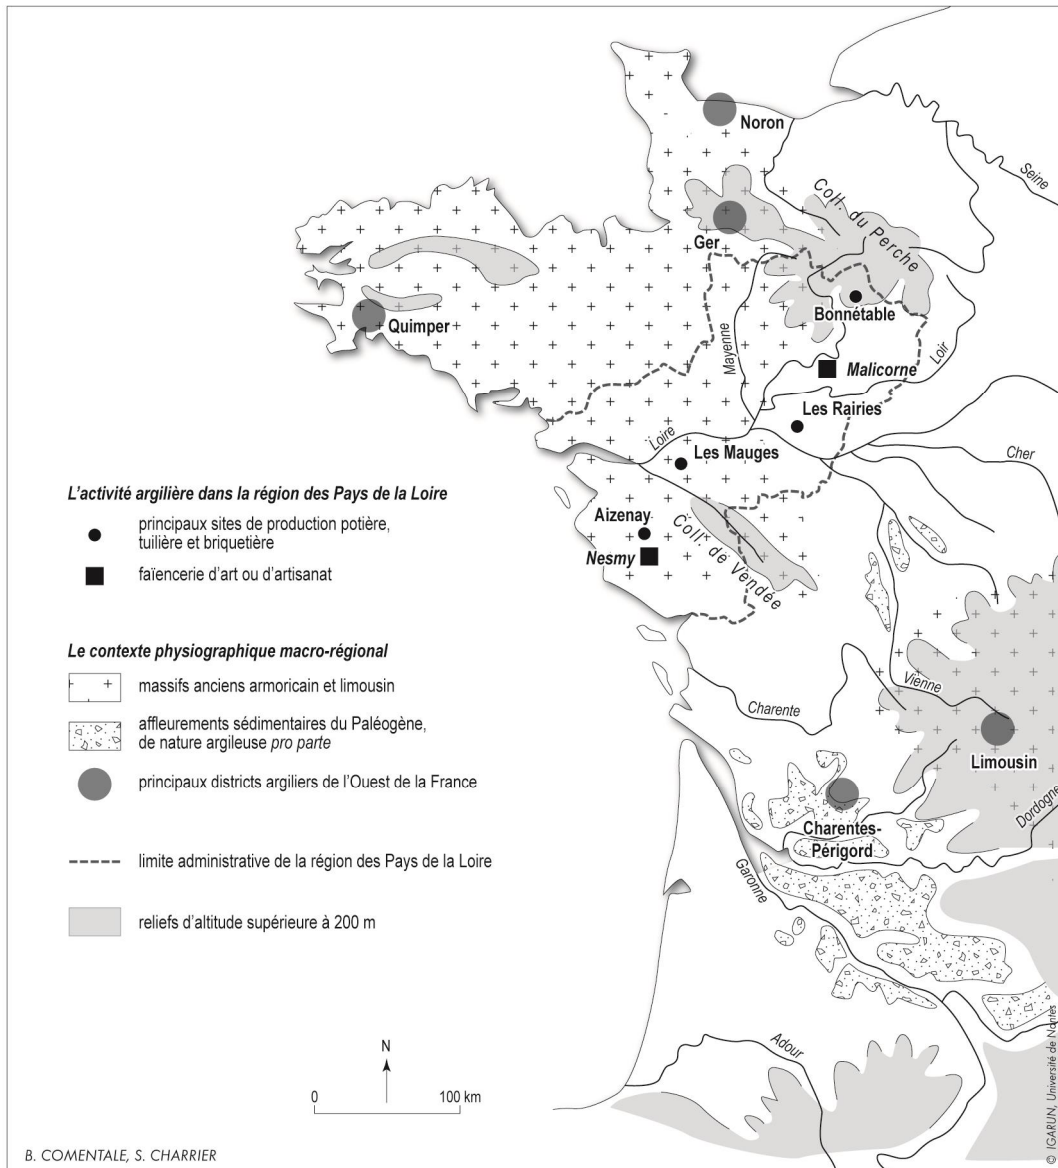 Noron
Seine
Coll. du Perche
Ger
Quimper
Bonnétable
Mayenne
Loir
Malicorne
Les Rairies
Loire
Les Mauges
Cher
Aizenay
Nesmy
Coll. de Vendée
Vienne
Charente
Limousin
Dordogne
Charentes-
Périgord
Garonne
Adour
L'activité argilière dans la région des Pays de la Loire
principaux sites de production potière,
tuilière et briquetière
faïencerie d'art ou d'artisanat
Le contexte physiographique macro-régional
massifs anciens armoricain et limousin
affleurements sédimentaires du Paléogène,
de nature argileuse pro parte
principaux districts argiliers de l'Ouest de la France
limite administrative de la région des Pays de la Loire
reliefs d'altitude supérieure à 200 m
N
0 100 km
B. COMENTALE, S. CHARRIER
© IGARUN, Université de Nantes